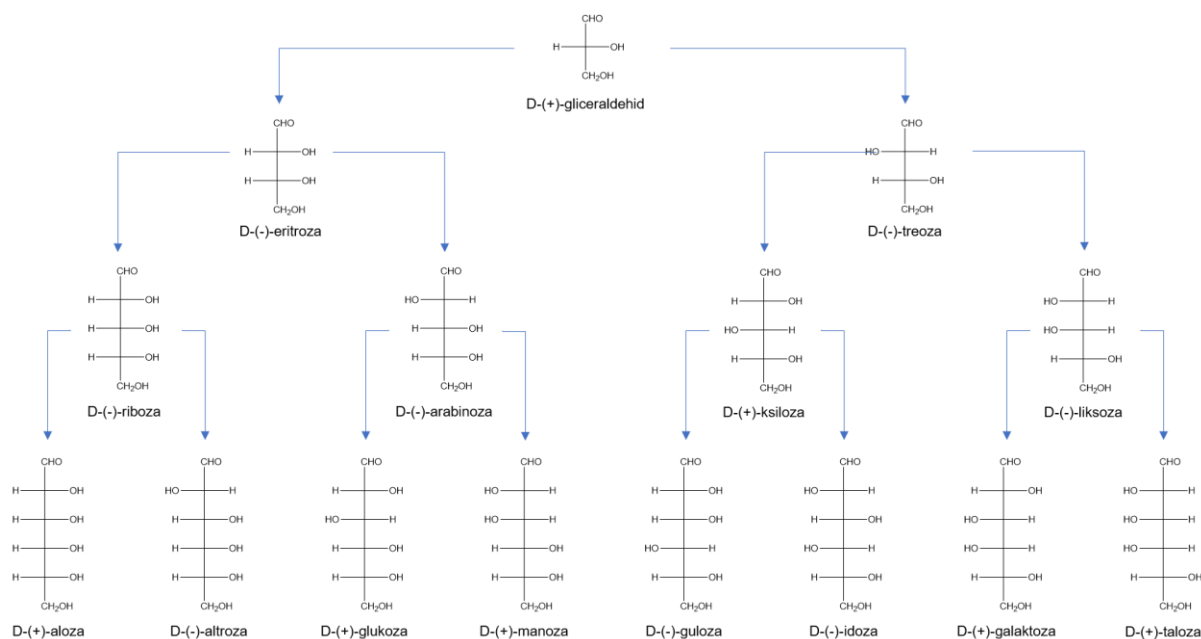 CHO
H OH
CH₂OH
D-(+)-gliceraldehid
CHO CHO
H OH HO H
H OH H OH
CH₂OH CH₂OH
D-(-)-eritroza D-(-)-treoza
CHO CHO CHO CHO
H OH HO H H OH HO H
H OH H OH HO H HO H
H OH H OH H OH H OH
CH₂OH CH₂OH CH₂OH CH₂OH
D-(-)-riboza D-(-)-arabinoza D-(+)-ksiloza D-(-)-liksoza
CHO CHO CHO CHO CHO CHO CHO CHO
H OH HO H H OH HO H H OH HO H H OH HO H
H OH H OH HO H HO H H OH H OH HO H HO H
H OH H OH H OH H OH HO H HO H HO H HO H
H OH H OH H OH H OH H OH H OH H OH H OH
CH₂OH CH₂OH CH₂OH CH₂OH CH₂OH CH₂OH CH₂OH CH₂OH
D-(+)-aloza D-(-)-altroza D-(+)-glukoza D-(+)-manoza D-(-)-guloza D-(-)-idoza D-(+)-galaktoza D-(+)-taloza